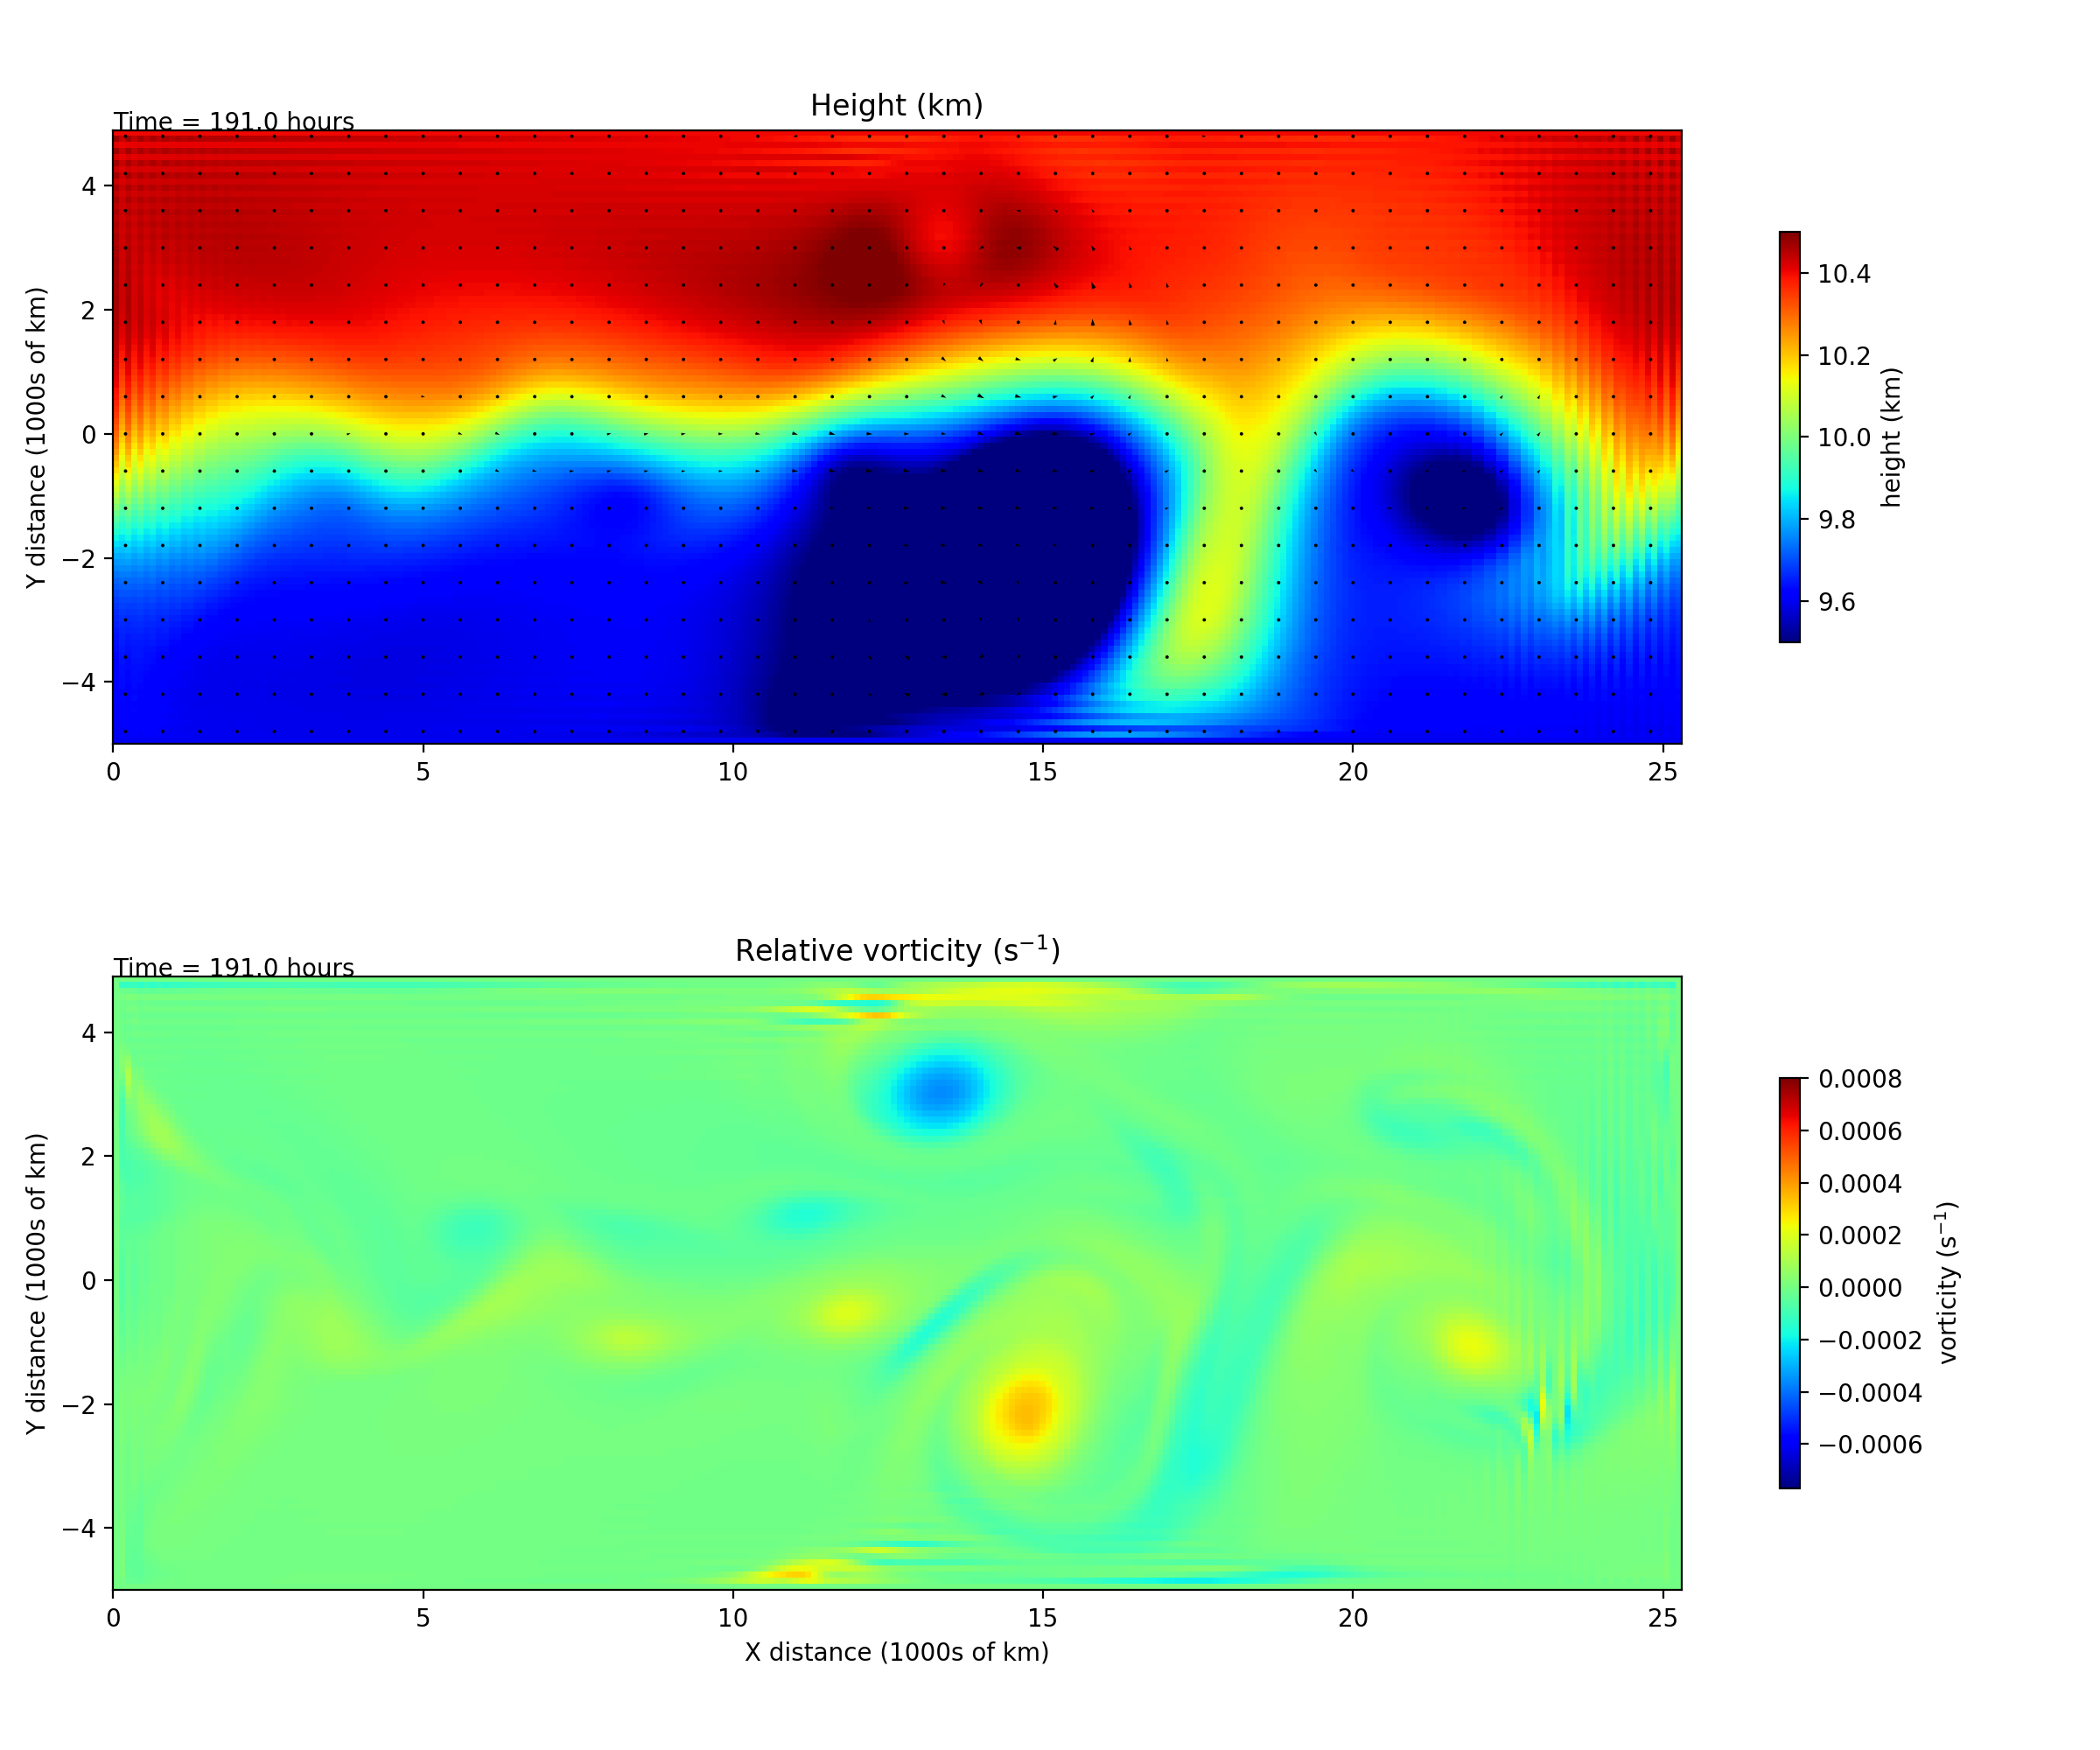 Height (km)
Time = 191.0 hours
Y distance (1000s of km)
4
2
0
−2
−4
0 5 10 15 20 25
10.4
10.2
10.0
9.8
9.6
height (km)
Relative vorticity (s⁻¹)
Time = 191.0 hours
Y distance (1000s of km)
4
2
0
−2
−4
0 5 10 15 20 25
X distance (1000s of km)
0.0008
0.0006
0.0004
0.0002
0.0000
−0.0002
−0.0004
−0.0006
vorticity (s⁻¹)